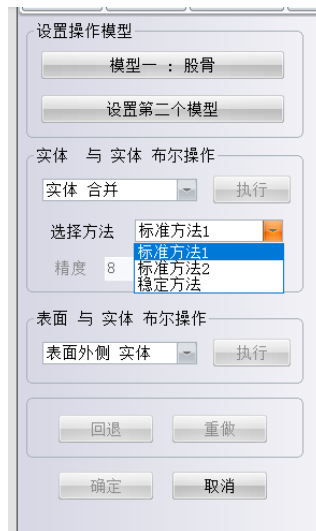 设置操作模型
模型一 : 股骨
设置第二个模型
实体 与 实体 布尔操作
实体 合并 执行
选择方法 标准方法1
标准方法1
精度 8 标准方法2
稳定方法
表面 与 实体 布尔操作
表面外侧 实体 执行
回退 重做
确定 取消